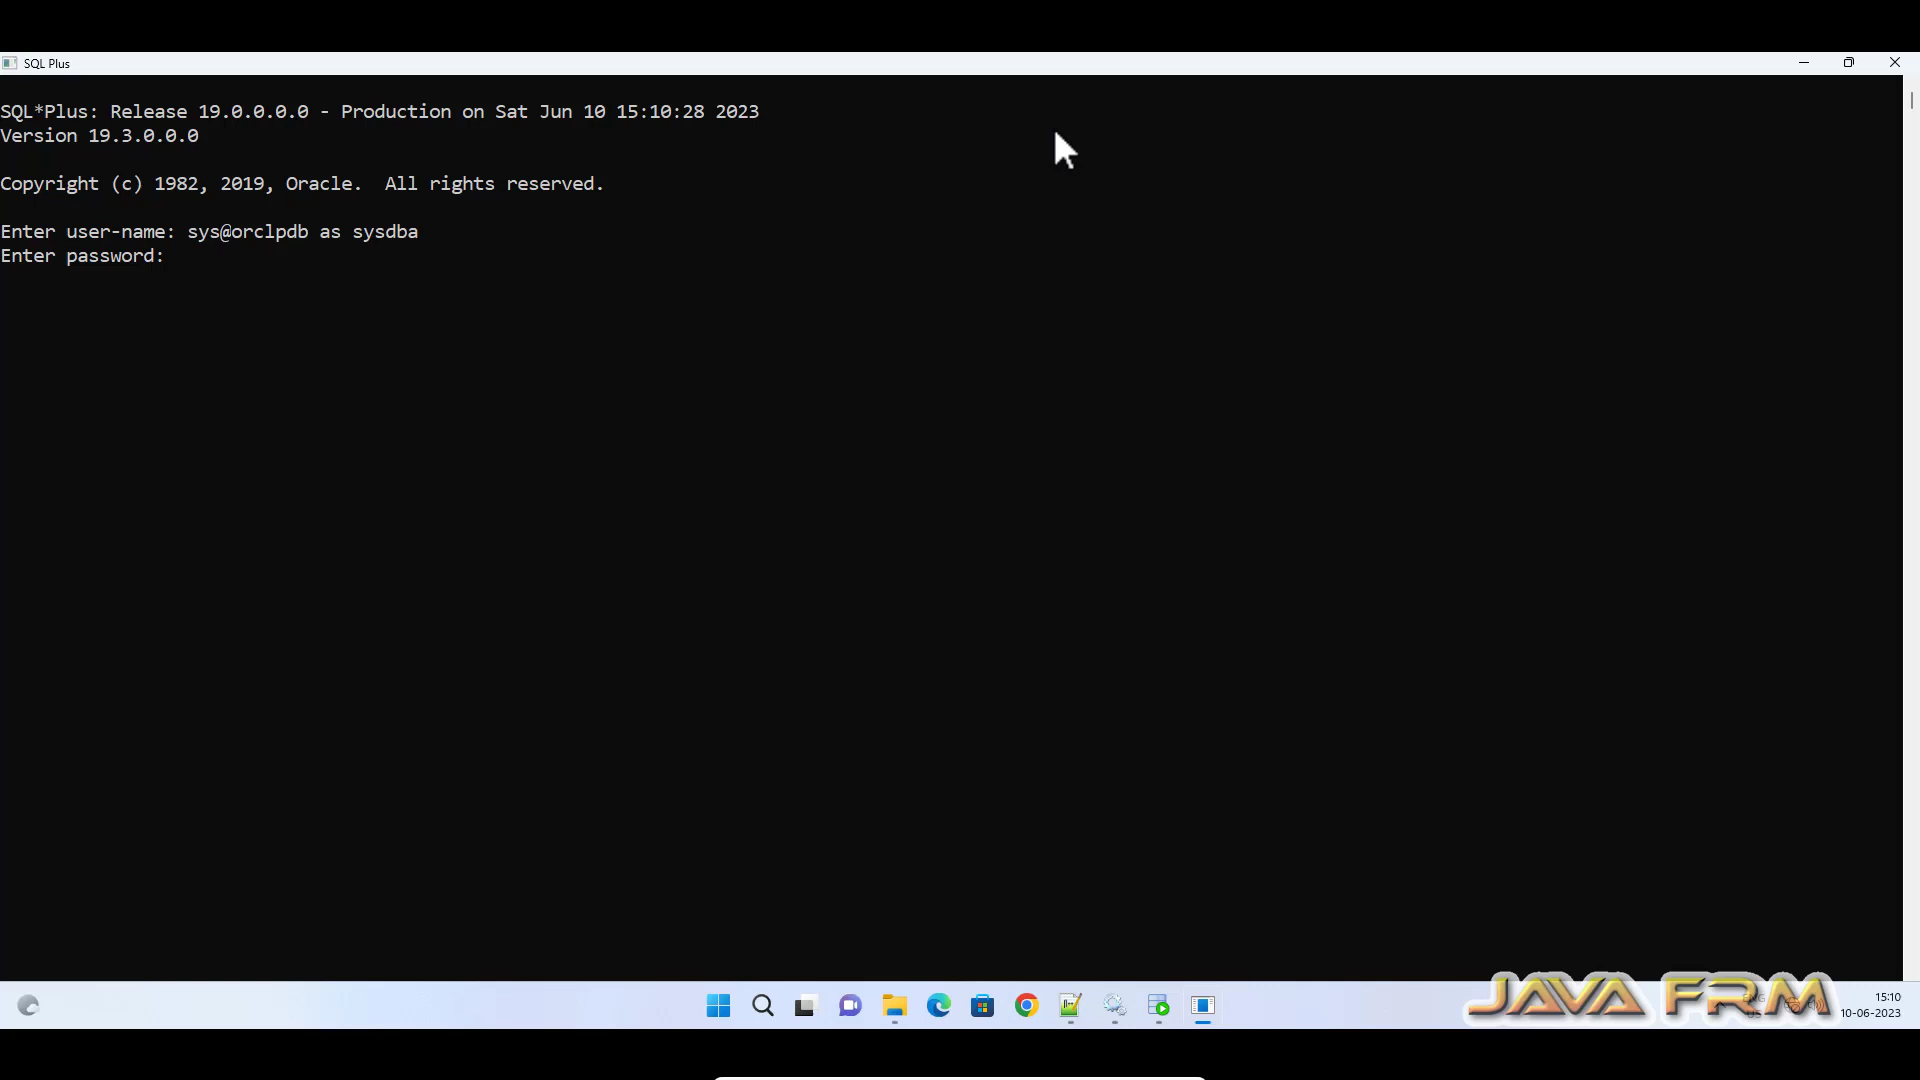 SQL Plus
SQL*Plus: Release 19.0.0.0.0 - Production on Sat Jun 10 15:10:28 2023
Version 19.3.0.0.0
Copyright (c) 1982, 2019, Oracle.  All rights reserved.
Enter user-name: sys@orclpdb as sysdba
Enter password:
JAVA FRM
ENG
US
15:10
10-06-2023